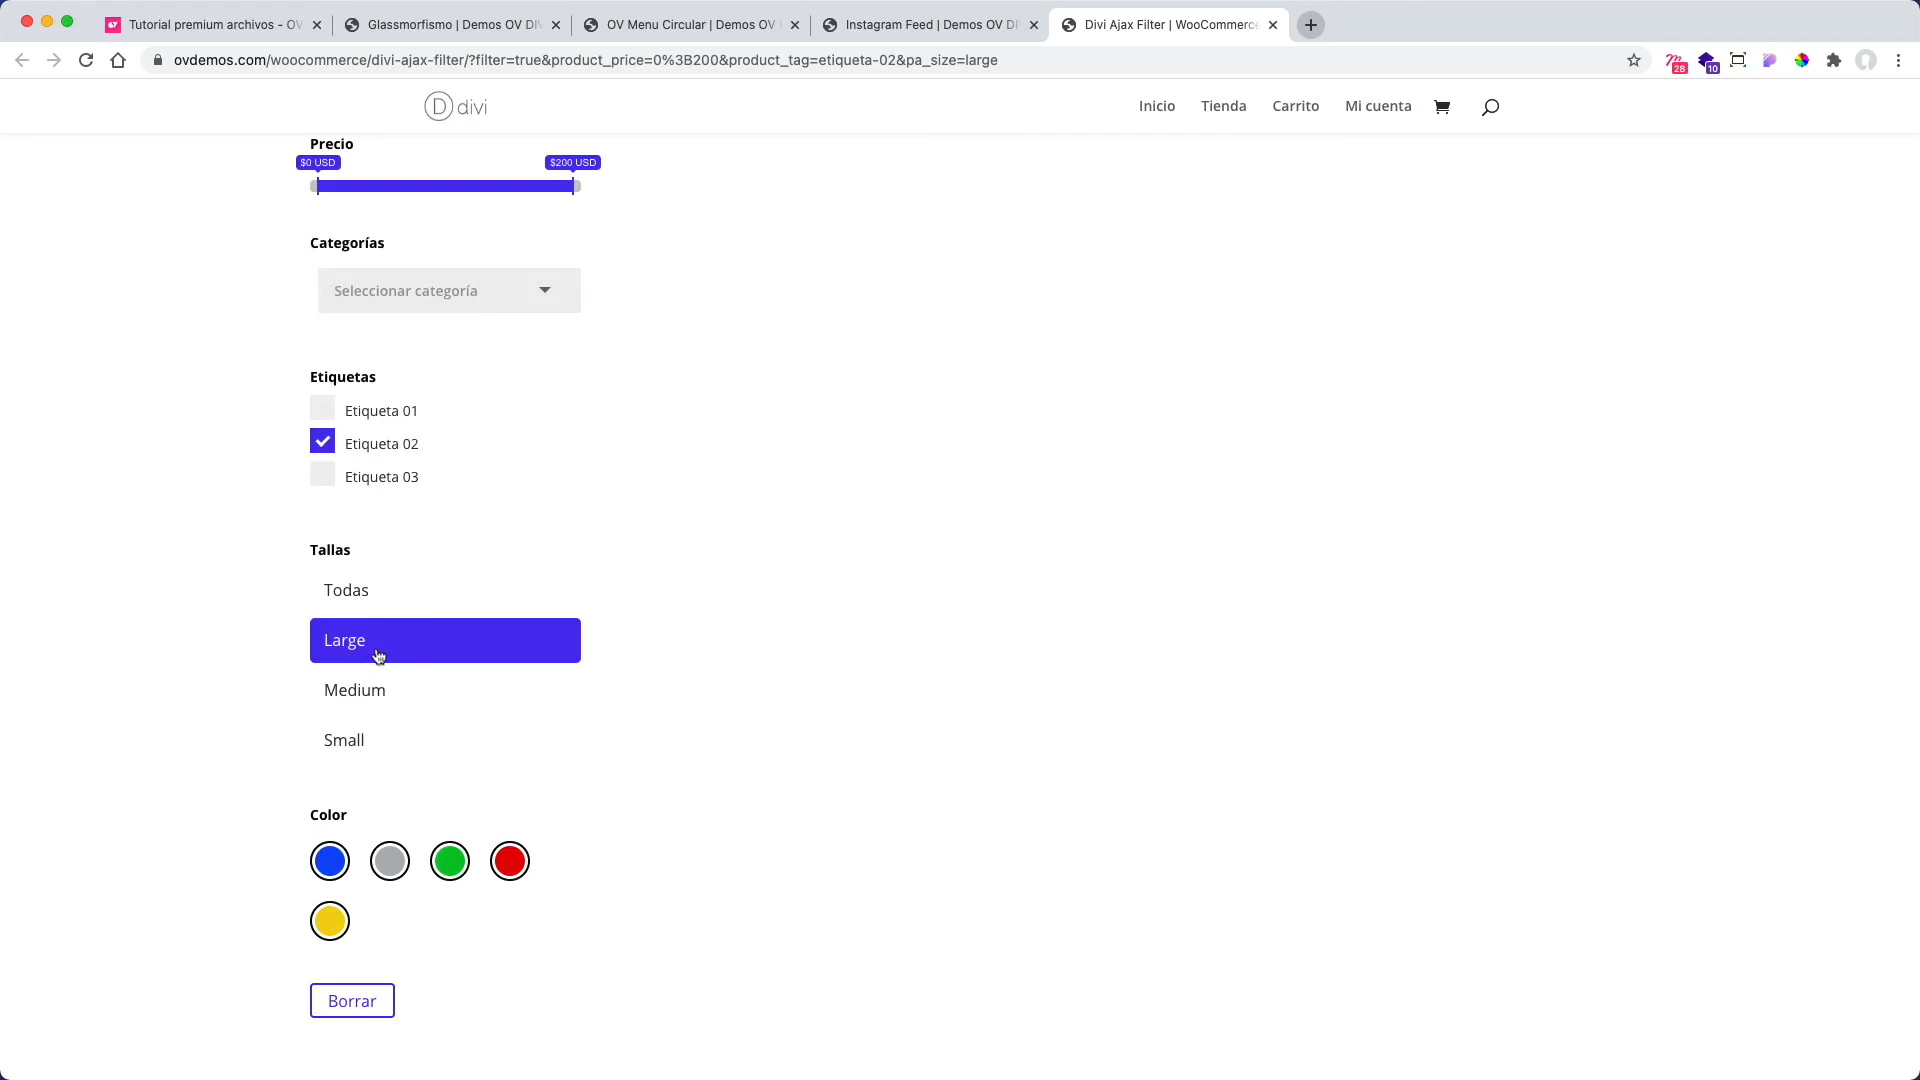 Tutorial premium archivos - OV
Glassmorfismo | Demos OV DI
OV Menu Circular | Demos OV
Instagram Feed | Demos OV DI
Divi Ajax Filter | WooCommerce
ovdemos.com/woocommerce/divi-ajax-filter/?filter=true&product_price=0%3B200&product_tag=etiqueta-02&pa_size=large
28
10
D divi
Inicio
Tienda
Carrito
Mi cuenta
Precio
$0 USD
$200 USD
Categorías
Seleccionar categoría
Etiquetas
Etiqueta 01
Etiqueta 02
Etiqueta 03
Tallas
Todas
Large
Medium
Small
Color
Borrar